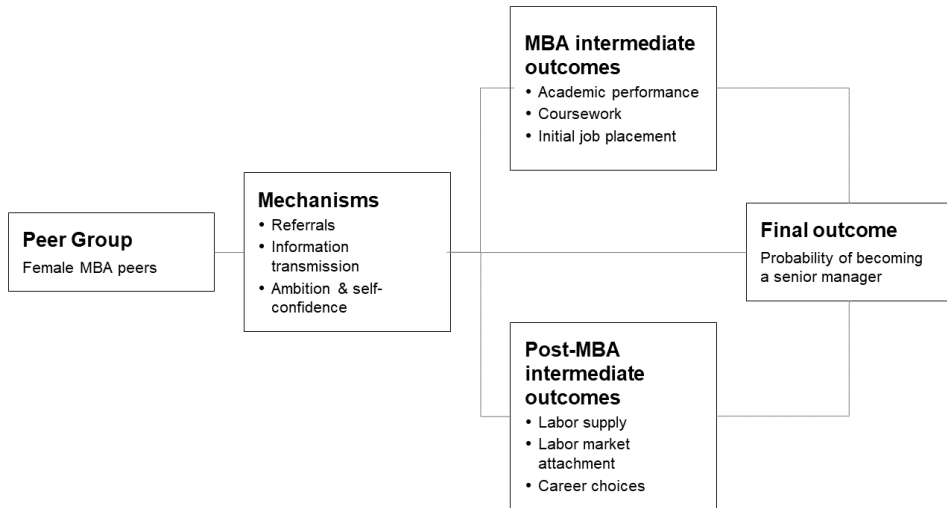 Peer Group
Female MBA peers
Mechanisms
• Referrals
• Information
transmission
• Ambition & self-
confidence
MBA intermediate
outcomes
• Academic performance
• Coursework
• Initial job placement
Post-MBA
intermediate
outcomes
• Labor supply
• Labor market
attachment
• Career choices
Final outcome
Probability of becoming
a senior manager